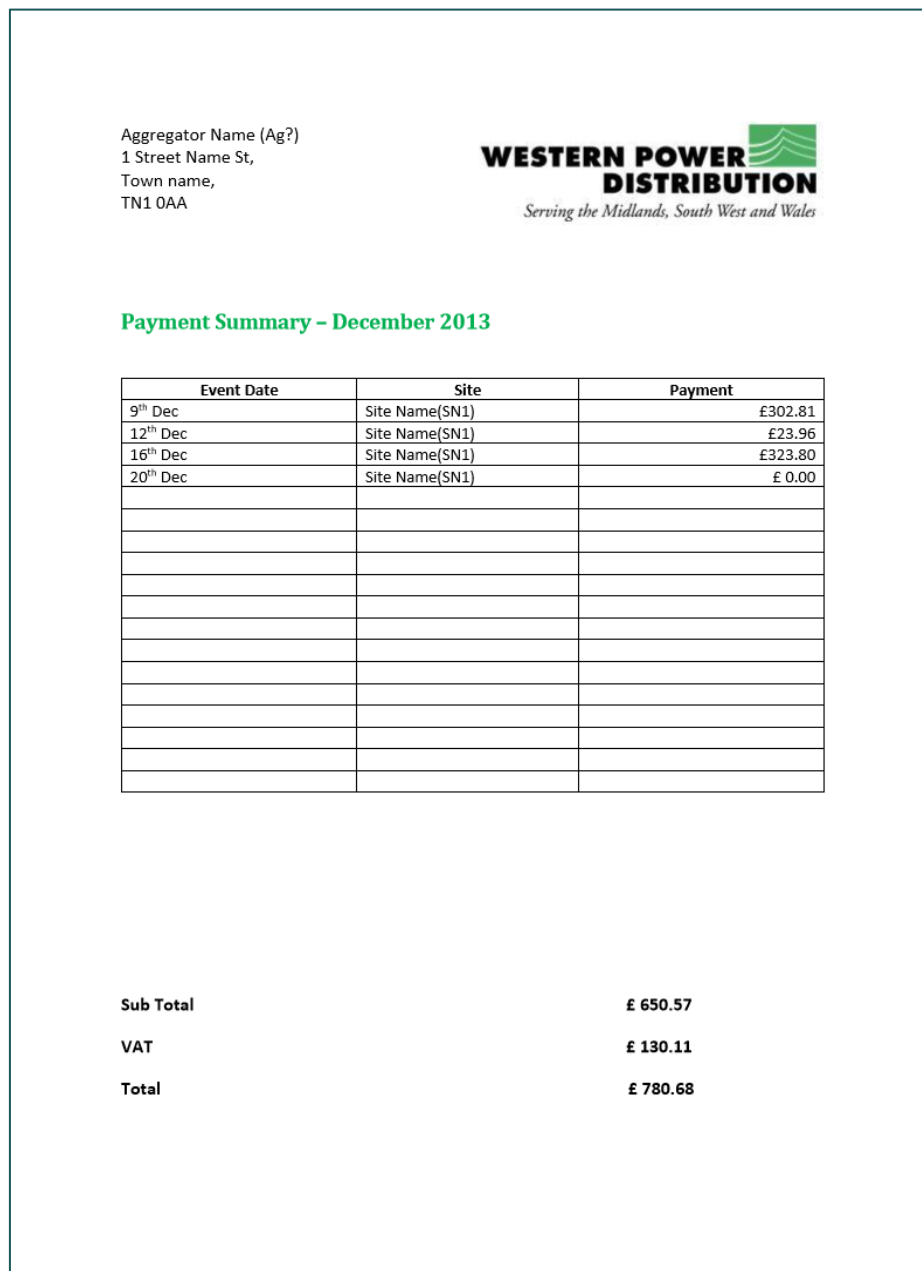 Aggregator Name (Ag?)
1 Street Name St,
Town name,
TN1 0AA
WESTERN POWER
DISTRIBUTION
Serving the Midlands, South West and Wales
Payment Summary – December 2013
Event Date Site Payment
9th Dec Site Name(SN1) £302.81
12th Dec Site Name(SN1) £23.96
16th Dec Site Name(SN1) £323.80
20th Dec Site Name(SN1) £ 0.00
Sub Total £ 650.57
VAT £ 130.11
Total £ 780.68